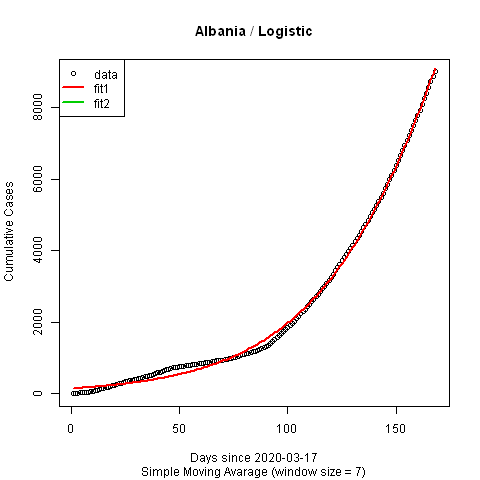 Albania / Logistic
data
fit1
fit2
Cumulative Cases
0
2000
4000
6000
8000
0
50
100
150
Days since 2020-03-17
Simple Moving Avarage (window size = 7)